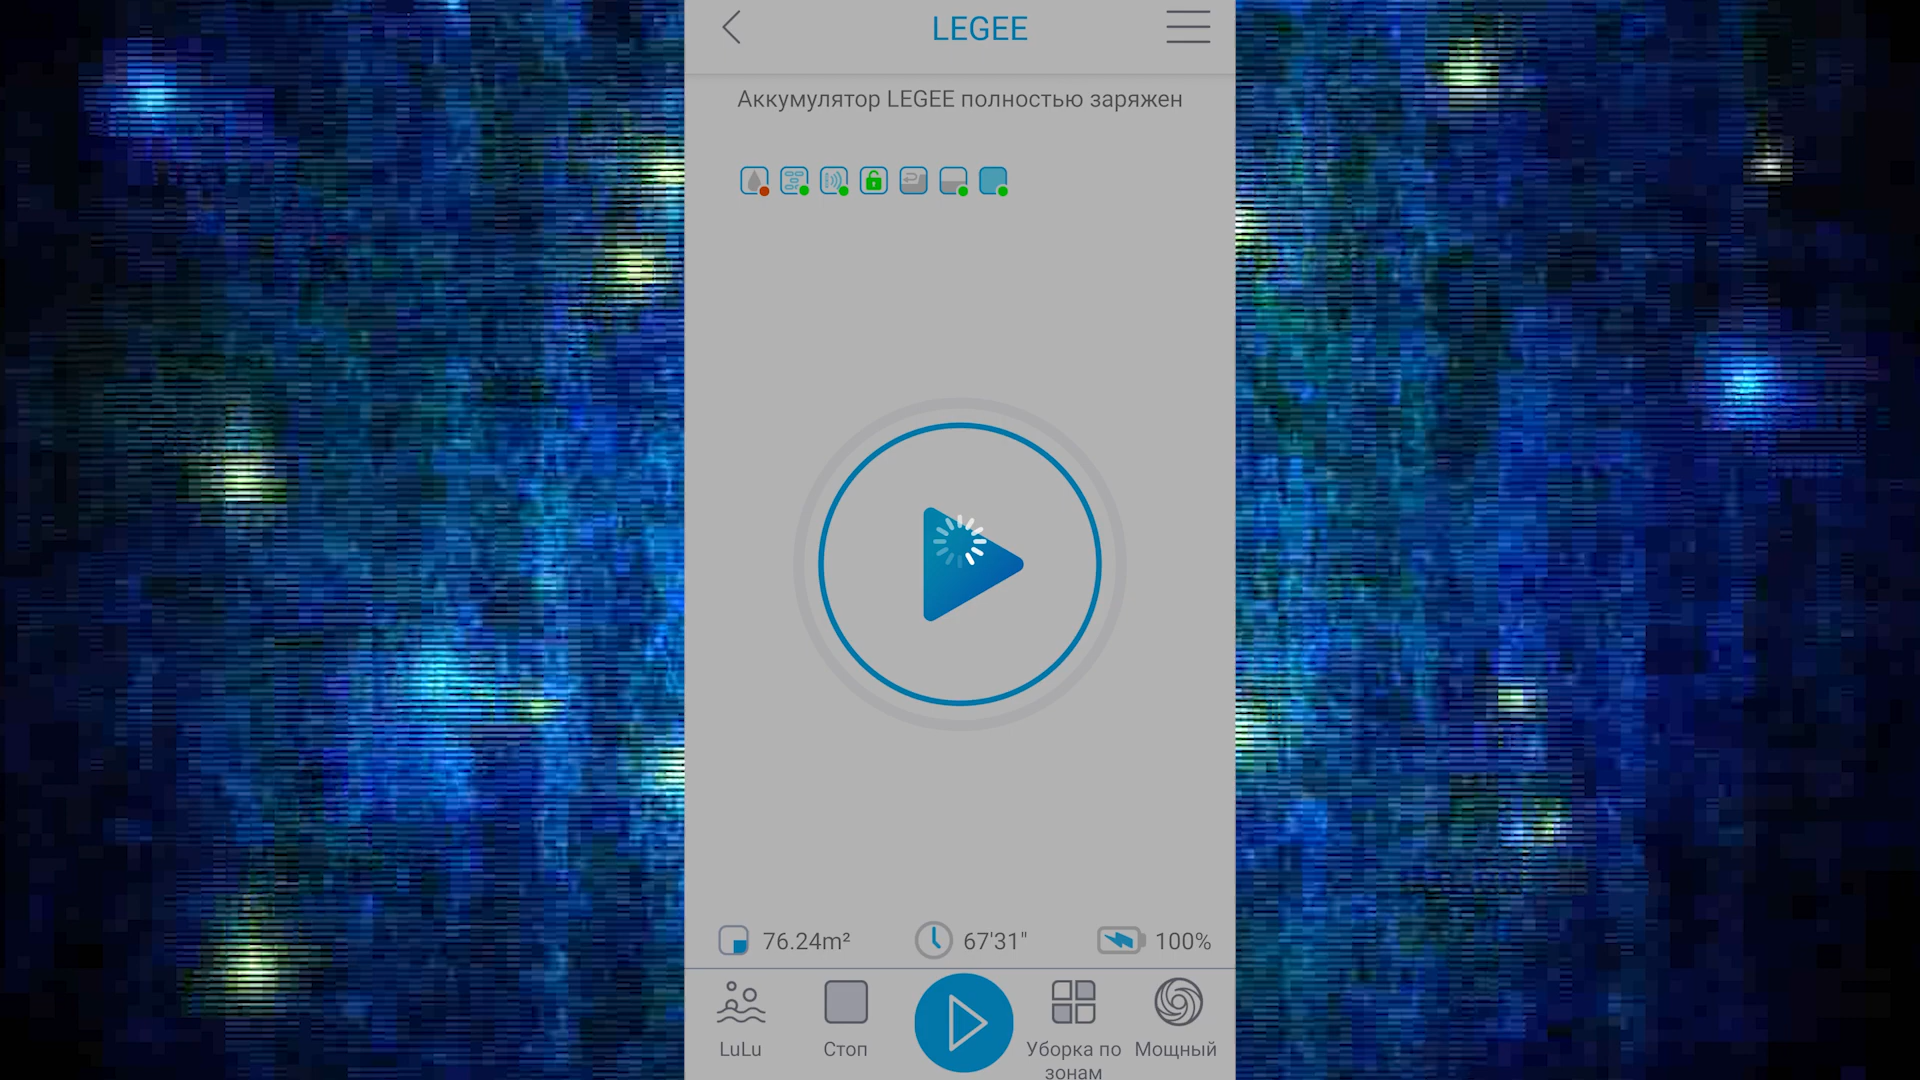 LEGEE
Аккумулятор LEGEE полностью заряжен
76.24m² 67'31" 100%
LuLu Стоп Уборка по зонам Мощный